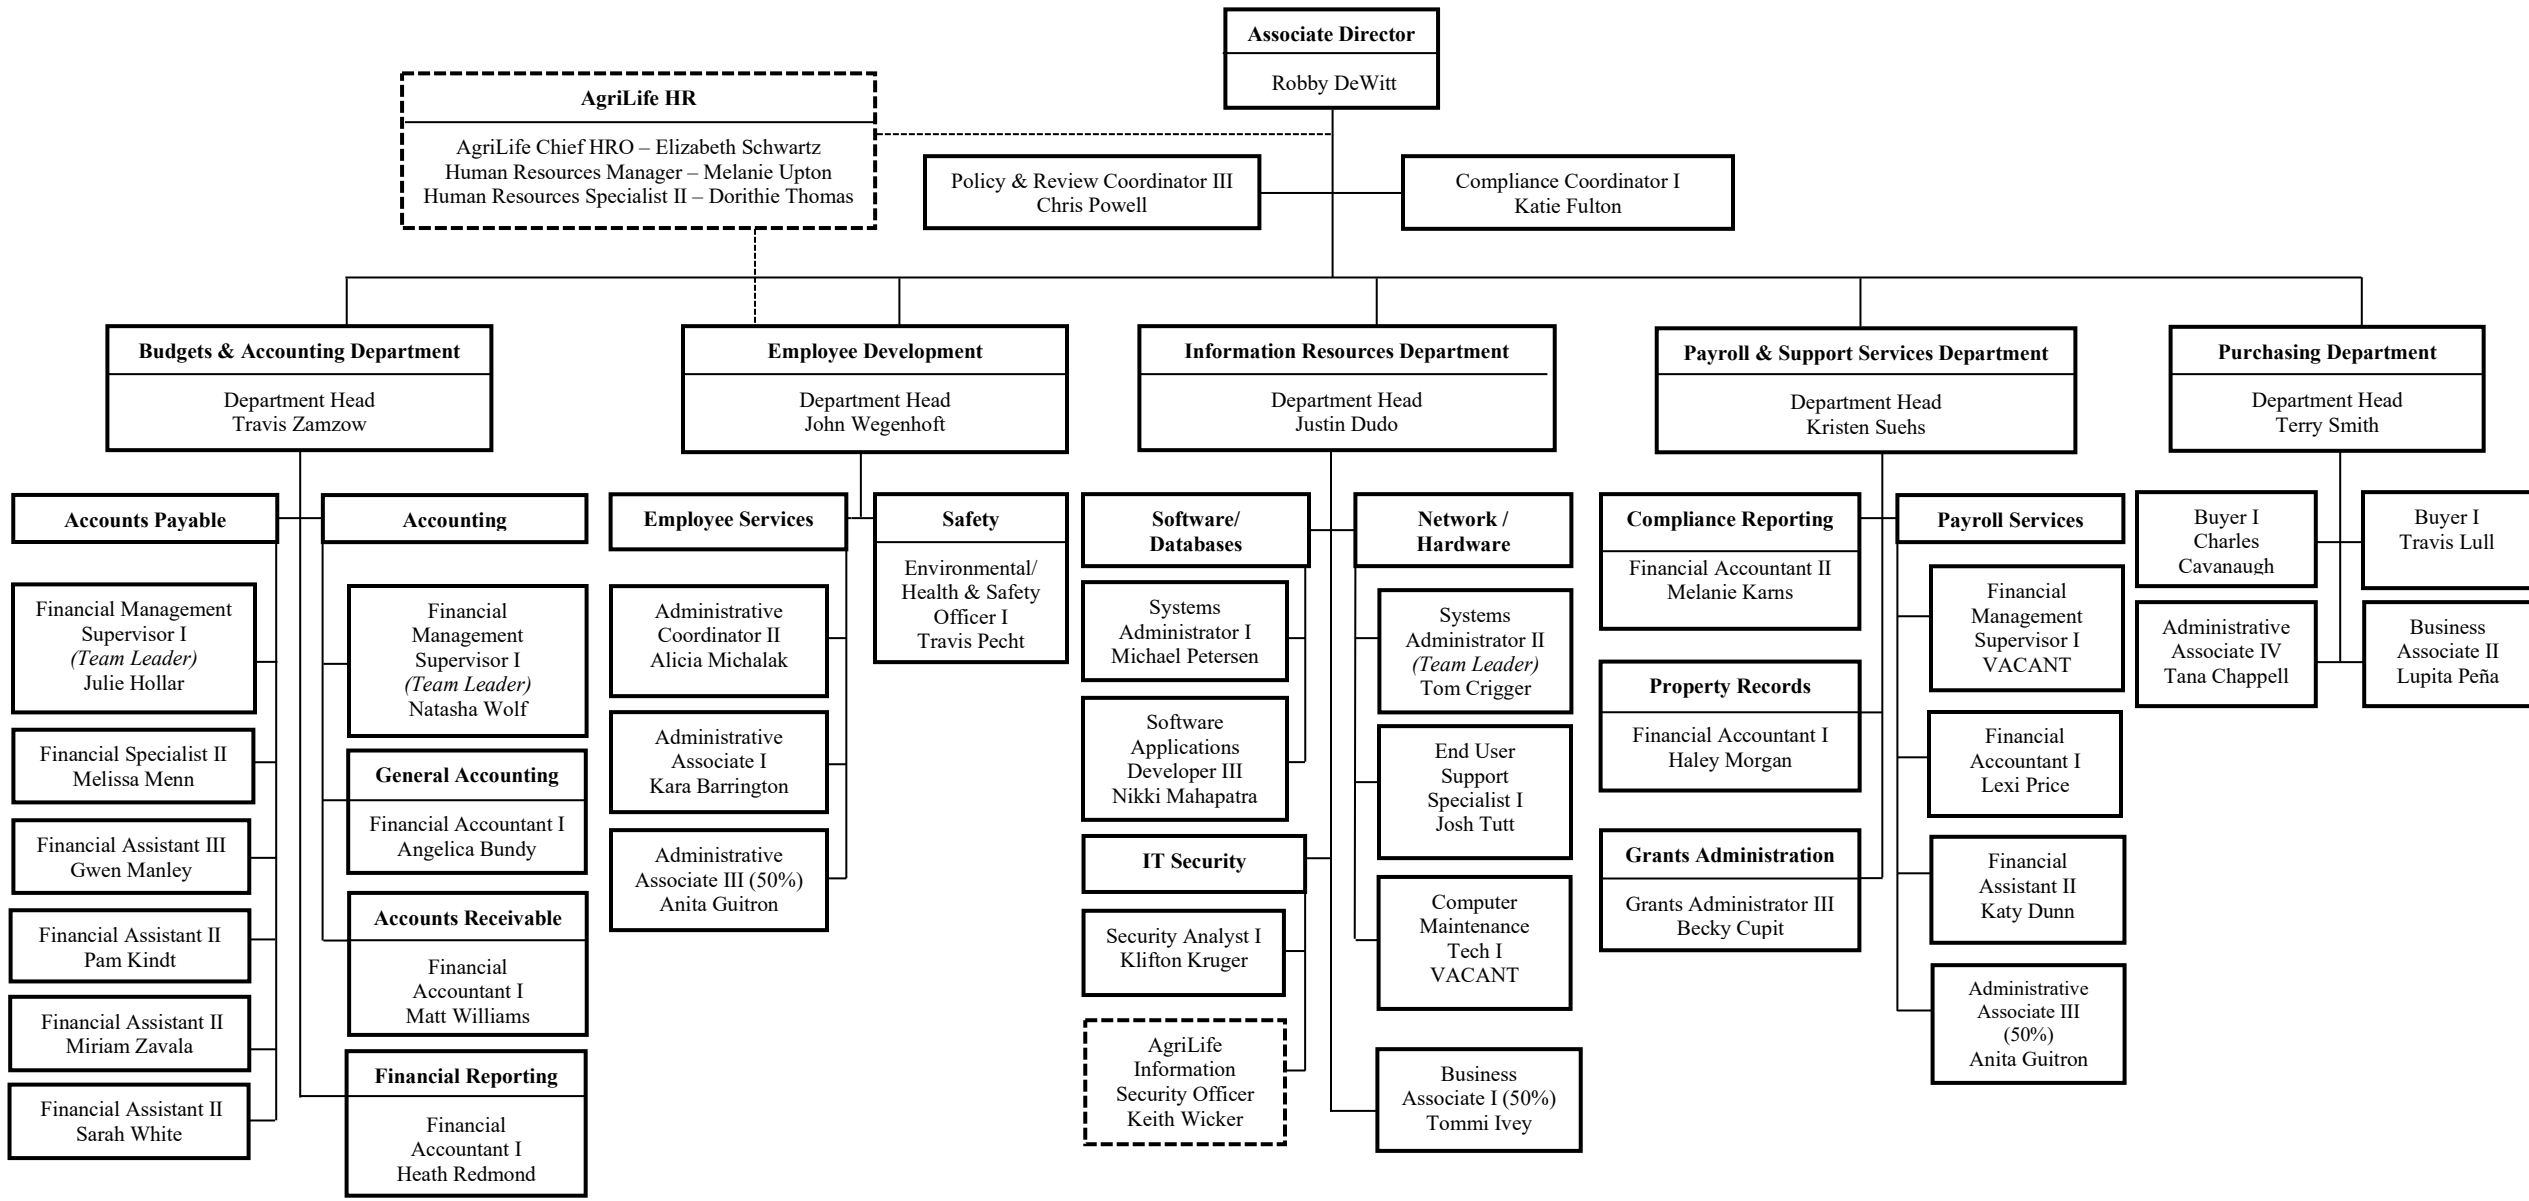 Associate Director
Robby DeWitt
AgriLife HR
AgriLife Chief HRO – Elizabeth Schwartz
Human Resources Manager – Melanie Upton
Human Resources Specialist II – Dorithie Thomas
Policy & Review Coordinator III
Chris Powell
Compliance Coordinator I
Katie Fulton
Budgets & Accounting Department
Department Head
Travis Zamzow
Employee Development
Department Head
John Wegenhoft
Information Resources Department
Department Head
Justin Dudo
Payroll & Support Services Department
Department Head
Kristen Suehs
Purchasing Department
Department Head
Terry Smith
Accounts Payable
Financial Management
Supervisor I
(Team Leader)
Julie Hollar
Financial Specialist II
Melissa Menn
Financial Assistant III
Gwen Manley
Financial Assistant II
Pam Kindt
Financial Assistant II
Miriam Zavala
Financial Assistant II
Sarah White
Accounting
Financial
Management
Supervisor I
(Team Leader)
Natasha Wolf
General Accounting
Financial Accountant I
Angelica Bundy
Accounts Receivable
Financial
Accountant I
Matt Williams
Financial Reporting
Financial
Accountant I
Heath Redmond
Employee Services
Administrative
Coordinator II
Alicia Michalak
Administrative
Associate I
Kara Barrington
Administrative
Associate III (50%)
Anita Guitron
Safety
Environmental/
Health & Safety
Officer I
Travis Pecht
Software/
Databases
Systems
Administrator I
Michael Petersen
Software
Applications
Developer III
Nikki Mahapatra
IT Security
Security Analyst I
Klifton Kruger
AgriLife
Information
Security Officer
Keith Wicker
Network /
Hardware
Systems
Administrator II
(Team Leader)
Tom Crigger
End User
Support
Specialist I
Josh Tutt
Computer
Maintenance
Tech I
VACANT
Business
Associate I (50%)
Tommi Ivey
Compliance Reporting
Financial Accountant II
Melanie Karns
Property Records
Financial Accountant I
Haley Morgan
Grants Administration
Grants Administrator III
Becky Cupit
Payroll Services
Financial
Management
Supervisor I
VACANT
Financial
Accountant I
Lexi Price
Financial
Assistant II
Katy Dunn
Administrative
Associate III
(50%)
Anita Guitron
Buyer I
Charles
Cavanaugh
Buyer I
Travis Lull
Administrative
Associate IV
Tana Chappell
Business
Associate II
Lupita Peña